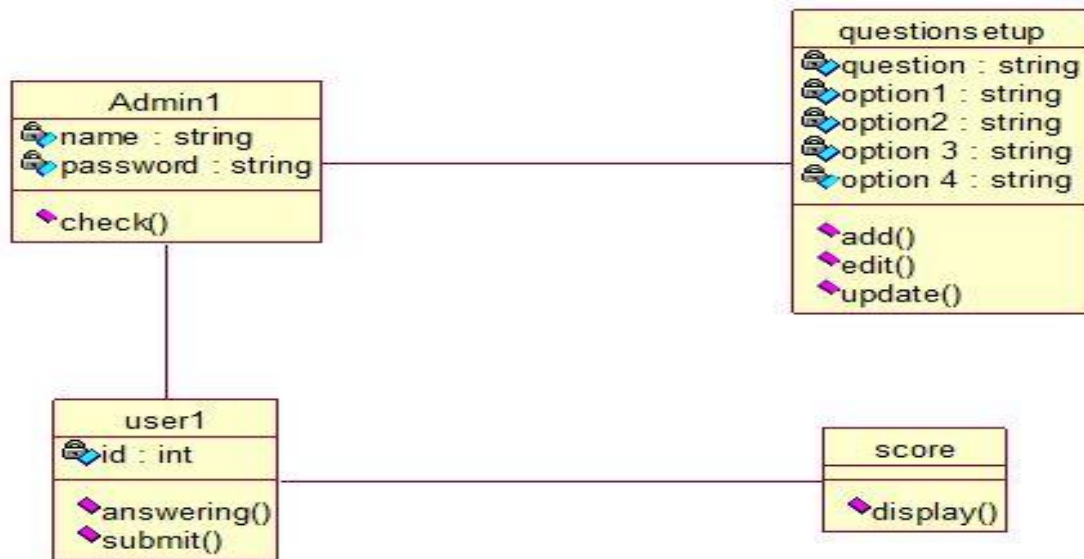 Admin1
name : string
password : string
check()
questionsetup
question : string
option1 : string
option2 : string
option 3 : string
option 4 : string
add()
edit()
update()
user1
id : int
answering()
submit()
score
display()